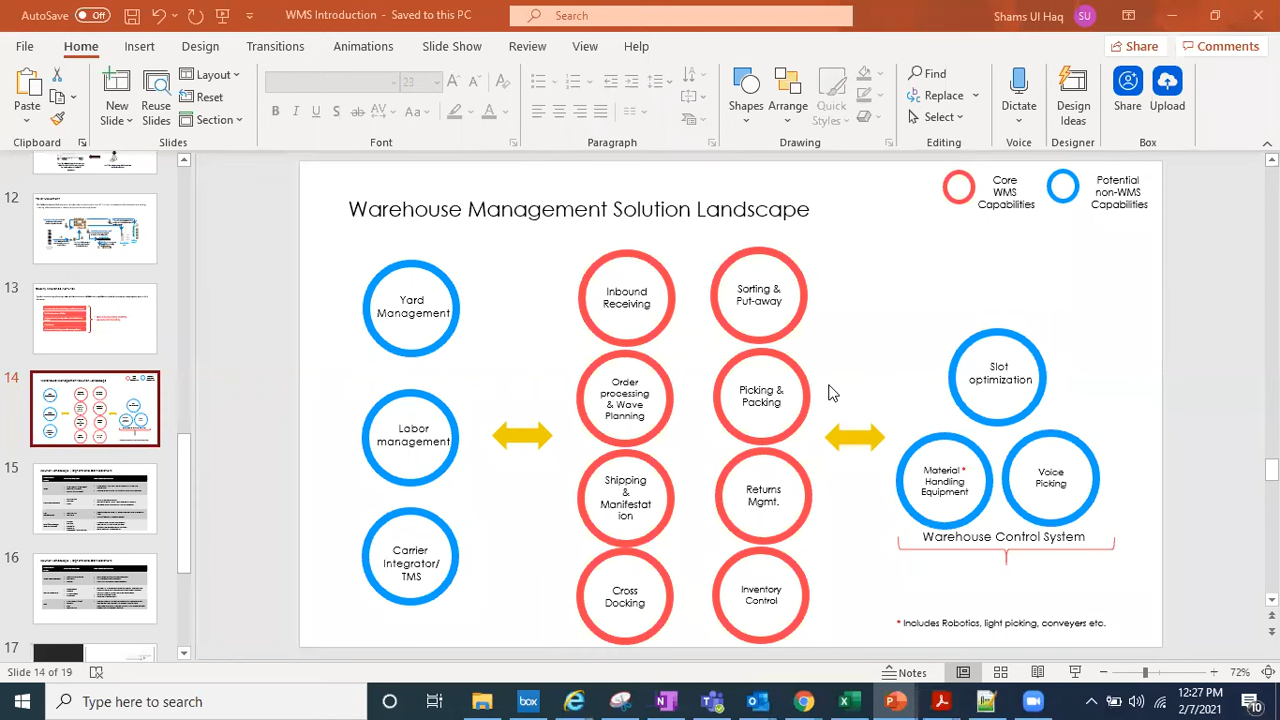 AutoSave Off
WMS Introduction - Saved to this PC
Search
Shams Ul Haq SU
File Home Insert Design Transitions Animations Slide Show Review View Help
Share Comments
Paste
New Slide
Reuse Slides
Layout
Reset
Section
23
Shapes Arrange Quick Styles
Find
Replace
Select
Dictate
Design Ideas
Share Upload
Clipboard Slides Font Paragraph Drawing Editing Voice Designer Box
12
13
14
15
16
17
Warehouse Management Solution Landscape
Core
WMS
Capabilities
Potential
non-WMS
Capabilities
Yard
Management
Labor
management
Carrier
Integrator/
TMS
Inbound
Receiving
Sorting &
Put-away
Order
processing
& Wave
Planning
Picking &
Packing
Shipping
&
Manifestat
ion
Returns
Mgmt.
Cross
Docking
Inventory
Control
Slot
optimization
Material *
Handling
Equipment
Voice
Picking
Warehouse Control System
* Includes Robotics, light picking, conveyers etc.
Slide 14 of 19
Notes
72%
Type here to search
12:27 PM
2/7/2021